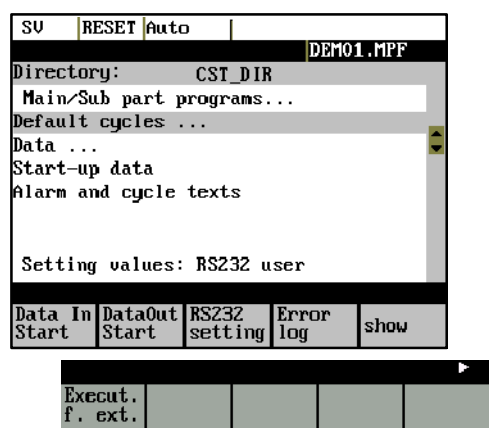 SV RESET Auto
DEMO1.MPF
Directory: CST_DIR
Main/Sub part programs...
Default cycles ...
Data ...
Start-up data
Alarm and cycle texts
Setting values: RS232 user
Data In Start
DataOut Start
RS232 setting
Error log
show
Execut. f. ext.